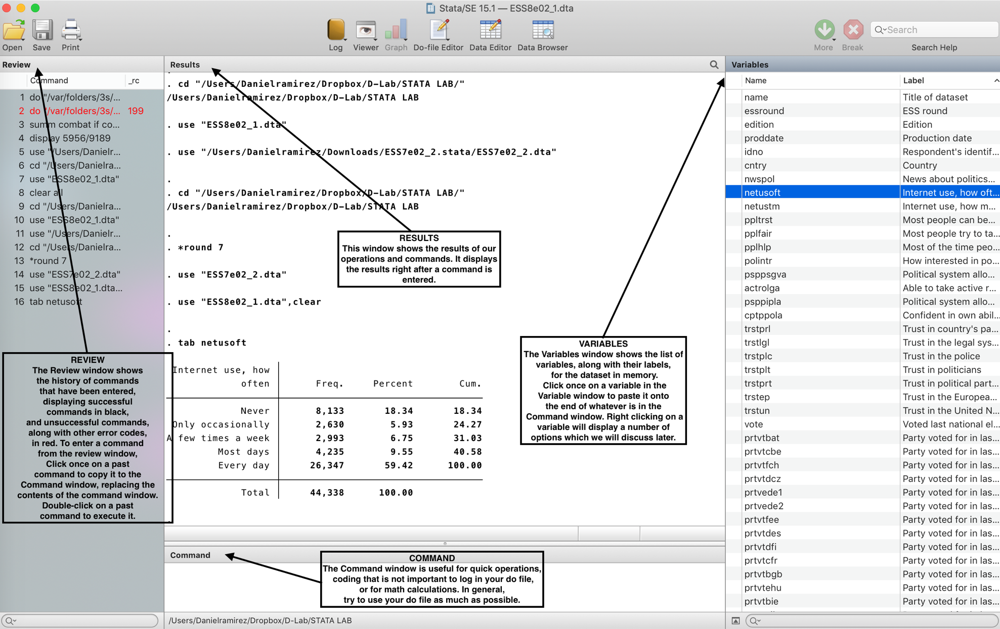 Stata/SE 15.1 — ESS8e02_1.dta
Open
Save
Print
Log
Viewer
Graph
Do-file Editor
Data Editor
Data Browser
More
Break
Search
Search Help
Review
Command _rc
1 do "/var/folders/3s/...
2 do "/var/folders/3s/... 199
3 summ combat if co...
4 display 5956/9189
5 use "/Users/Danielr...
6 cd "/Users/Danielra...
7 use "ESS8e02_1.dta"
8 clear all
9 cd "/Users/Danielra...
10 use "ESS8e02_1.dta"
11 use "/Users/Danielr...
12 cd "/Users/Danielra...
13 *round 7
14 use "ESS7e02_2.dta"
15 use "ESS8e02_1.dta...
16 tab netusoft
REVIEW
The Review window shows
the history of commands
that have been entered,
displaying successful
commands in black,
and unsuccessful commands,
along with other error codes,
in red. To enter a command
from the review window,
Click once on a past
command to copy it to the
Command window, replacing the
contents of the command window.
Double-click on a past
command to execute it.
Results
.
. cd "/Users/Danielramirez/Dropbox/D-Lab/STATA LAB/"
/Users/Danielramirez/Dropbox/D-Lab/STATA LAB
. use "ESS8e02_1.dta"
. use "/Users/Danielramirez/Downloads/ESS7e02_2.stata/ESS7e02_2.dta"
.
. cd "/Users/Danielramirez/Dropbox/D-Lab/STATA LAB/"
/Users/Danielramirez/Dropbox/D-Lab/STATA LAB
.
. *round 7
. use "ESS7e02_2.dta"
. use "ESS8e02_1.dta",clear
.
. tab netusoft
Internet use, how
often Freq. Percent Cum.
Never 8,133 18.34 18.34
Only occasionally 2,630 5.93 24.27
A few times a week 2,993 6.75 31.03
Most days 4,235 9.55 40.58
Every day 26,347 59.42 100.00
Total 44,338 100.00
.
RESULTS
This window shows the results of our
operations and commands. It displays
the results right after a command is
entered.
VARIABLES
The Variables window shows the list of
variables, along with their labels,
for the dataset in memory.
Click once on a variable in the
Variable window to paste it onto
the end of whatever is in the
Command window. Right clicking on a
variable will display a number of
options which we will discuss later.
Command
COMMAND
The Command window is useful for quick operations,
coding that is not important to log in your do file,
or for math calculations. In general,
try to use your do file as much as possible.
/Users/Danielramirez/Dropbox/D-Lab/STATA LAB
Variables
Name Label
name Title of dataset
essround ESS round
edition Edition
proddate Production date
idno Respondent's identif...
cntry Country
nwspol News about politics...
netusoft Internet use, how oft...
netustm Internet use, how m...
ppltrst Most people can be...
pplfair Most people try to ta...
pplhlp Most of the time peo...
polintr How interested in po...
psppsgva Political system allo...
actrolga Able to take active r...
psppipla Political system allo...
cptppola Confident in own abil...
trstprl Trust in country's pa...
trstlgl Trust in the legal sys...
trstplc Trust in the police
trstplt Trust in politicians
trstprt Trust in political part...
trstep Trust in the Europea...
trstun Trust in the United N...
vote Voted last national el...
prtvtbat Party voted for in las...
prtvtcbe Party voted for in las...
prtvtfch Party voted for in las...
prtvtdcz Party voted for in las...
prtvede1 Party voted for in las...
prtvede2 Party voted for in las...
prtvtfee Party voted for in las...
prtvtdes Party voted for in las...
prtvtdfi Party voted for in las...
prtvtcfr Party voted for in las...
prtvtbgb Party voted for in las...
prtvtehu Party voted for in las...
prtvtbie Party voted for in las...